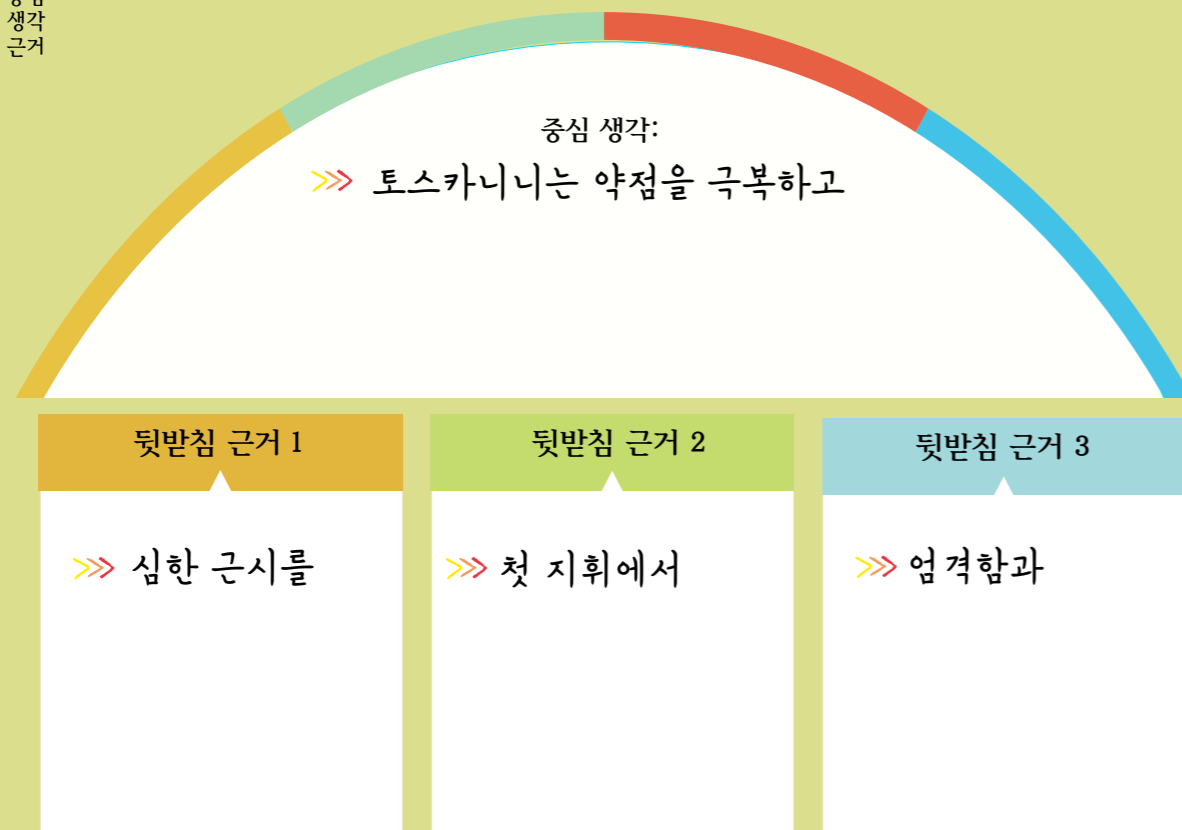 생각
근거
중심 생각:
>>> 토스카니니는 약점을 극복하고
뒷받침 근거 1
뒷받침 근거 2
뒷받침 근거 3
>>> 심한 근시를
>>> 첫 지휘에서
>>> 엄격함과